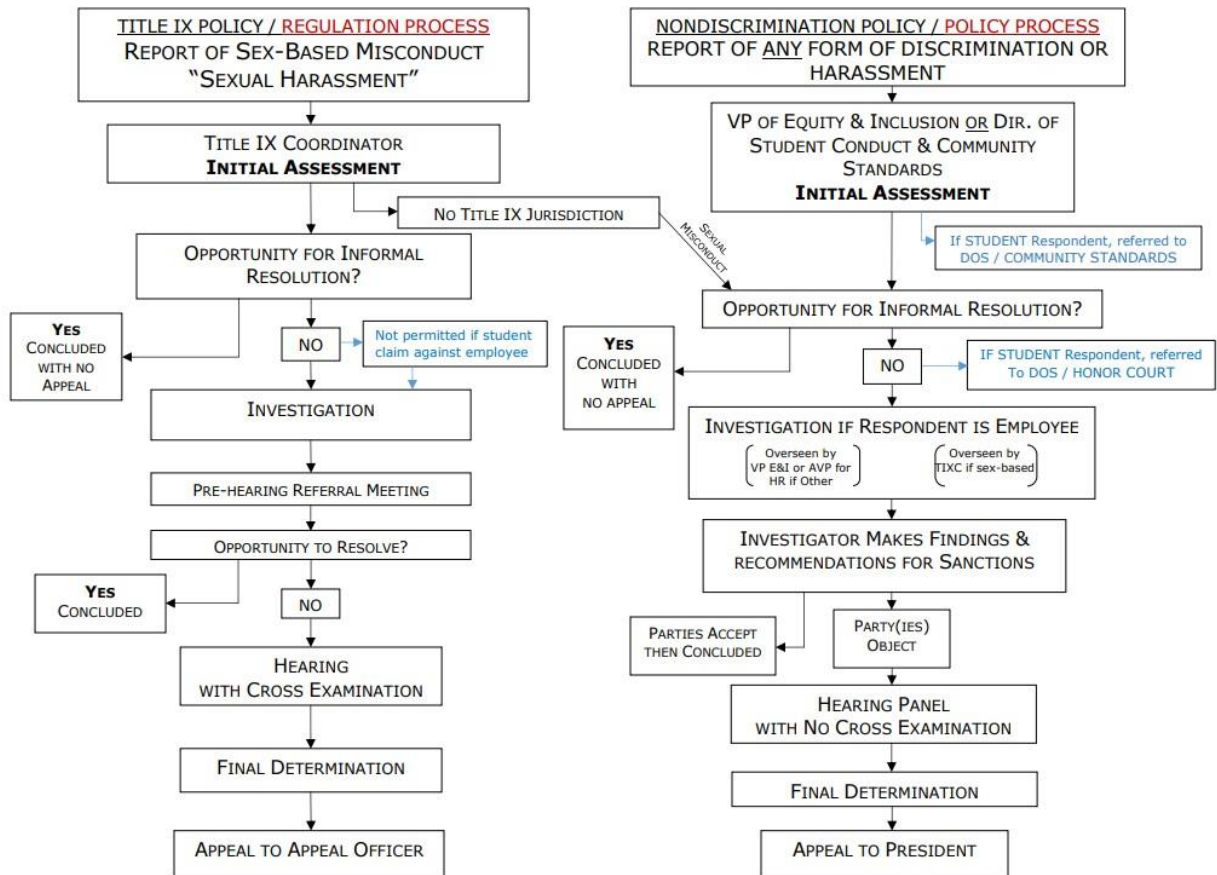 TITLE IX POLICY / REGULATION PROCESS
REPORT OF SEX-BASED MISCONDUCT
“SEXUAL HARASSMENT”
TITLE IX COORDINATOR
INITIAL ASSESSMENT
NO TITLE IX JURISDICTION
SEXUAL
MISCONDUCT
OPPORTUNITY FOR INFORMAL
RESOLUTION?
YES
CONCLUDED
WITH NO
APPEAL
NO
Not permitted if student
claim against employee
INVESTIGATION
PRE-HEARING REFERRAL MEETING
OPPORTUNITY TO RESOLVE?
YES
CONCLUDED
NO
HEARING
WITH CROSS EXAMINATION
FINAL DETERMINATION
APPEAL TO APPEAL OFFICER
NONDISCRIMINATION POLICY / POLICY PROCESS
REPORT OF ANY FORM OF DISCRIMINATION OR
HARASSMENT
VP OF EQUITY & INCLUSION OR DIR. OF
STUDENT CONDUCT & COMMUNITY
STANDARDS
INITIAL ASSESSMENT
If STUDENT Respondent, referred to
DOS / COMMUNITY STANDARDS
OPPORTUNITY FOR INFORMAL RESOLUTION?
YES
CONCLUDED
WITH
NO APPEAL
NO
IF STUDENT Respondent, referred
To DOS / HONOR COURT
INVESTIGATION IF RESPONDENT IS EMPLOYEE
Overseen by
VP E&I or AVP for
HR if Other
Overseen by
TIXC if sex-based
INVESTIGATOR MAKES FINDINGS &
RECOMMENDATIONS FOR SANCTIONS
PARTIES ACCEPT
THEN CONCLUDED
PARTY(IES)
OBJECT
HEARING PANEL
WITH NO CROSS EXAMINATION
FINAL DETERMINATION
APPEAL TO PRESIDENT